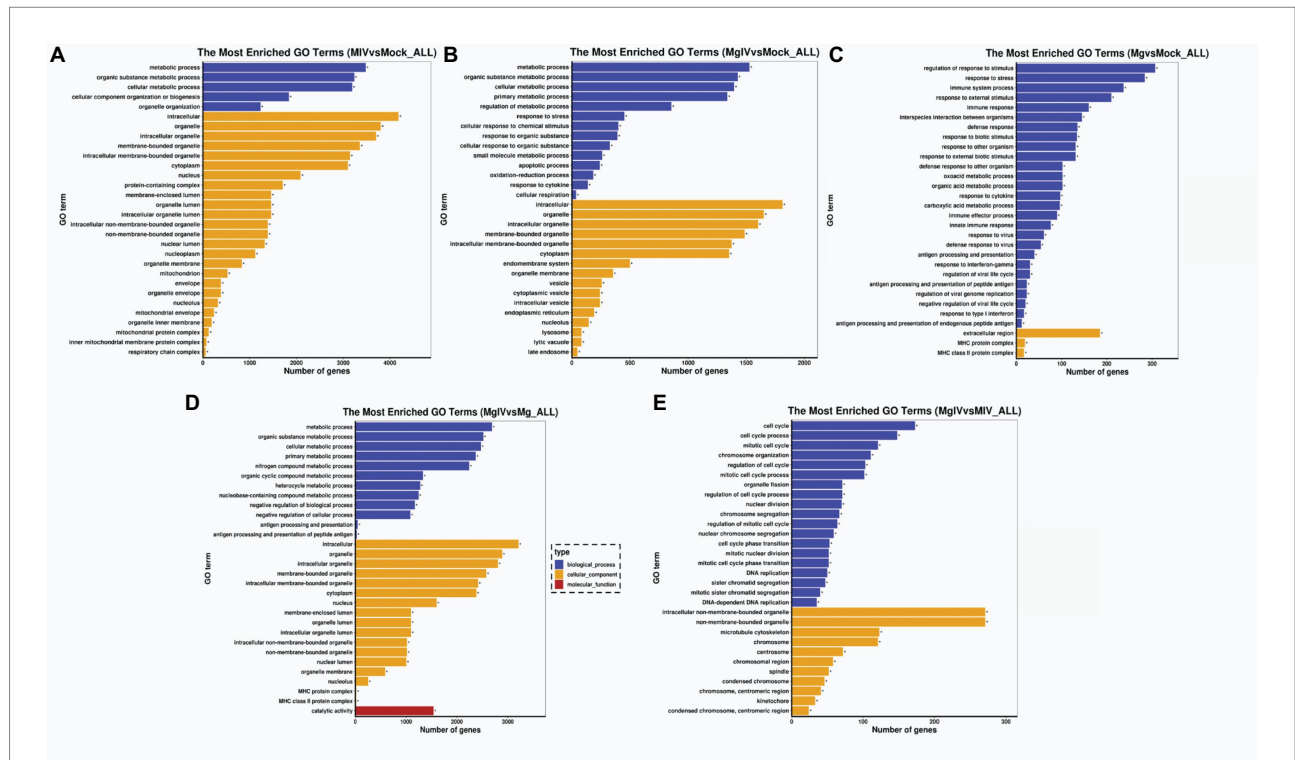 A
The Most Enriched GO Terms (MIVvsMock_ALL)
metabolic process
organic substance metabolic process
cellular metabolic process
cellular component organization or biogenesis
organelle organization
intracellular
organelle
intracellular organelle
membrane-bounded organelle
intracellular membrane-bounded organelle
cytoplasm
nucleus
protein-containing complex
membrane-enclosed lumen
organelle lumen
intracellular organelle lumen
intracellular non-membrane-bounded organelle
non-membrane-bounded organelle
nuclear lumen
nucleoplasm
organelle membrane
mitochondrion
envelope
organelle envelope
nucleolus
mitochondrial envelope
organelle inner membrane
mitochondrial protein complex
inner mitochondrial membrane protein complex
respiratory chain complex
GO term
0 1000 2000 3000 4000
Number of genes
B
The Most Enriched GO Terms (MgIVvsMock_ALL)
metabolic process
organic substance metabolic process
cellular metabolic process
primary metabolic process
regulation of metabolic process
response to stress
cellular response to chemical stimulus
response to organic substance
cellular response to organic substance
small molecule metabolic process
apoptotic process
oxidation-reduction process
response to cytokine
cellular respiration
intracellular
organelle
intracellular organelle
membrane-bounded organelle
intracellular membrane-bounded organelle
cytoplasm
endomembrane system
organelle membrane
vesicle
cytoplasmic vesicle
intracellular vesicle
endoplasmic reticulum
nucleolus
lysosome
lytic vacuole
late endosome
GO term
0 500 1000 1500 2000
Number of genes
C
The Most Enriched GO Terms (MgvsMock_ALL)
regulation of response to stimulus
response to stress
immune system process
response to external stimulus
immune response
interspecies interaction between organisms
defense response
response to biotic stimulus
response to other organism
response to external biotic stimulus
defense response to other organism
oxoacid metabolic process
organic acid metabolic process
response to cytokine
carboxylic acid metabolic process
immune effector process
innate immune response
response to virus
defense response to virus
antigen processing and presentation
response to interferon-gamma
regulation of viral life cycle
antigen processing and presentation of peptide antigen
regulation of viral genome replication
negative regulation of viral life cycle
response to type I interferon
antigen processing and presentation of endogenous peptide antigen
extracellular region
MHC protein complex
MHC class II protein complex
GO term
0 100 200 300
Number of genes
D
The Most Enriched GO Terms (MgIVvsMg_ALL)
metabolic process
organic substance metabolic process
cellular metabolic process
primary metabolic process
nitrogen compound metabolic process
organic cyclic compound metabolic process
heterocycle metabolic process
nucleobase-containing compound metabolic process
negative regulation of biological process
negative regulation of cellular process
antigen processing and presentation
antigen processing and presentation of peptide antigen
intracellular
organelle
intracellular organelle
membrane-bounded organelle
intracellular membrane-bounded organelle
cytoplasm
nucleus
membrane-enclosed lumen
organelle lumen
intracellular organelle lumen
intracellular non-membrane-bounded organelle
non-membrane-bounded organelle
nuclear lumen
organelle membrane
nucleolus
MHC protein complex
MHC class II protein complex
catalytic activity
GO term
0 1000 2000 3000
Number of genes
type
biological_process
cellular_component
molecular_function
E
The Most Enriched GO Terms (MgIVvsMIV_ALL)
cell cycle
cell cycle process
mitotic cell cycle
chromosome organization
regulation of cell cycle
mitotic cell cycle process
organelle fission
regulation of cell cycle process
nuclear division
chromosome segregation
regulation of mitotic cell cycle
nuclear chromosome segregation
cell cycle phase transition
mitotic nuclear division
mitotic cell cycle phase transition
DNA replication
sister chromatid segregation
mitotic sister chromatid segregation
DNA-dependent DNA replication
intracellular non-membrane-bounded organelle
non-membrane-bounded organelle
microtubule cytoskeleton
chromosome
centrosome
chromosomal region
spindle
condensed chromosome
chromosome, centromeric region
kinetochore
condensed chromosome, centromeric region
GO term
0 100 200 300
Number of genes